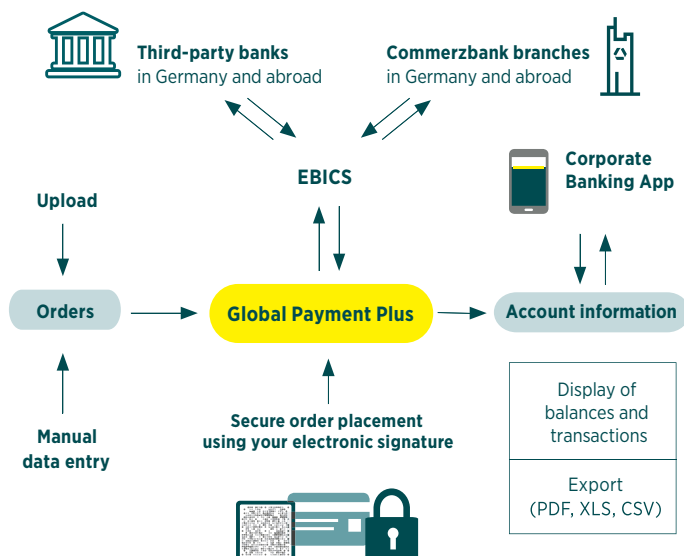 Third-party banks
in Germany and abroad
Commerzbank branches
in Germany and abroad
EBICS
Corporate
Banking App
Upload
Orders
Global Payment Plus
Account information
Manual
data entry
Secure order placement
using your electronic signature
Display of
balances and
transactions
Export
(PDF, XLS, CSV)